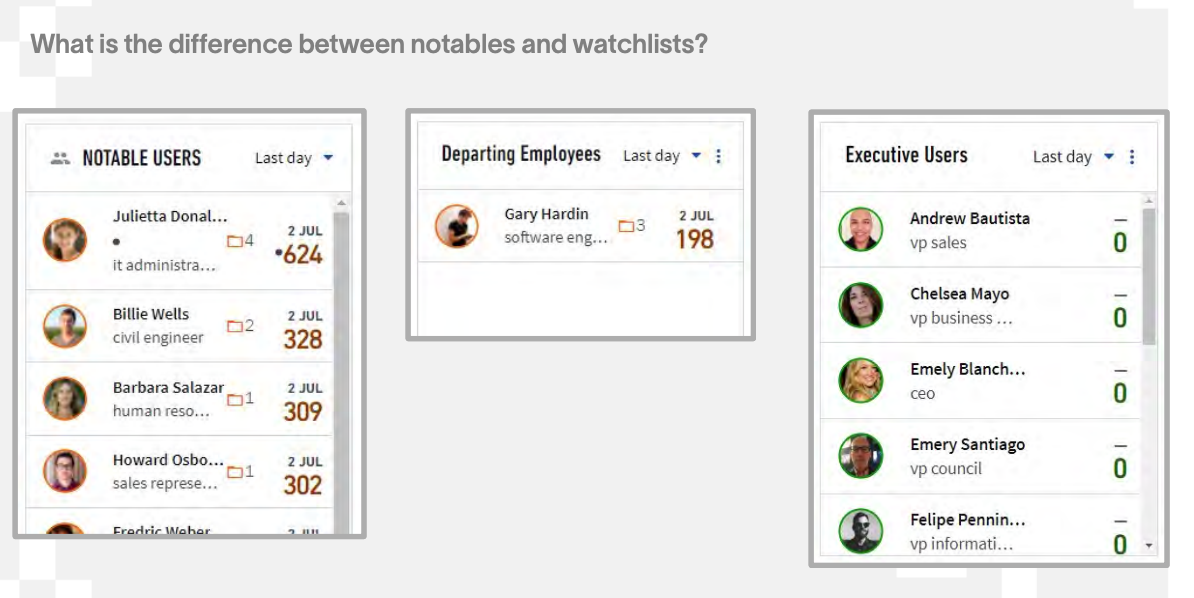 What is the difference between notables and watchlists?
NOTABLE USERS
Last day
Julietta Donal...
it administra...
4
2 JUL
624
Billie Wells
civil engineer
2
2 JUL
328
Barbara Salazar
human reso...
1
2 JUL
309
Howard Osbo...
sales represe...
1
2 JUL
302
Fredric Weber
2 JUL
Departing Employees
Last day
Gary Hardin
software eng...
3
2 JUL
198
Executive Users
Last day
Andrew Bautista
vp sales
–
0
Chelsea Mayo
vp business ...
–
0
Emely Blanch...
ceo
–
0
Emery Santiago
vp council
–
0
Felipe Pennin...
vp informati...
–
0